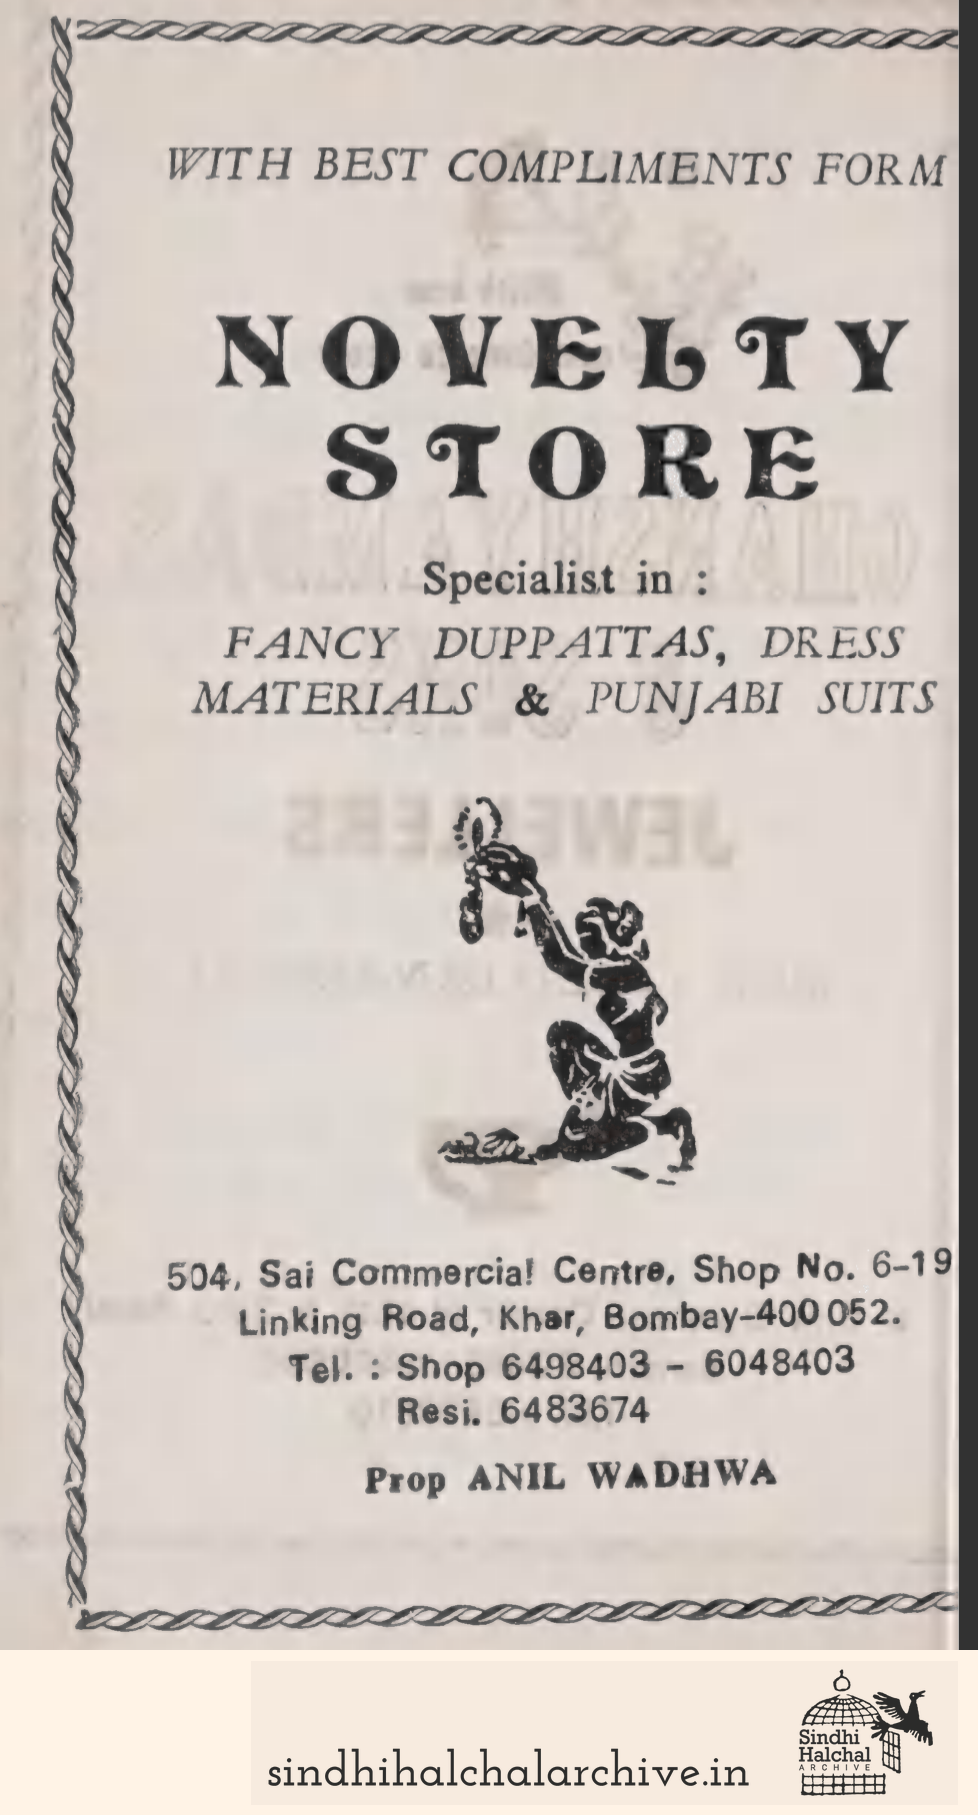 WITH BEST COMPLIMENTS FORM
NOVELTY
STORE
Specialist in :
FANCY DUPPATTAS, DRESS
MATERIALS & PUNJABI SUITS
504, Sai Commercial Centre, Shop No. 6-19
Linking Road, Khar, Bombay-400 052.
Tel. : Shop 6498403 - 6048403
Resi. 6483674
Prop ANIL WADHWA
sindhihalchalarchive.in
Sindhi
Halchal
ARCHIVE